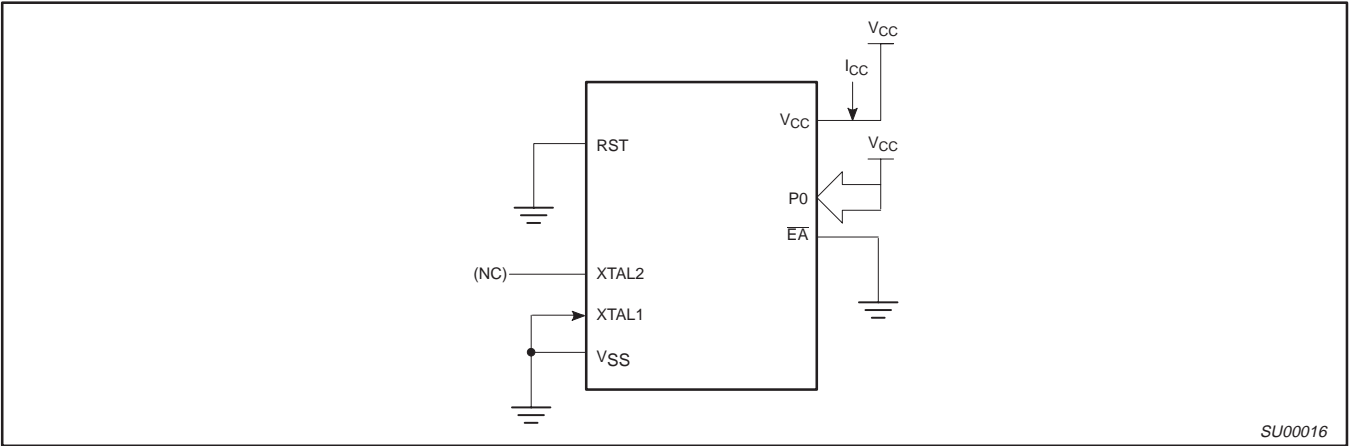 VCC
ICC
VCC
RST
VCC
P0
EA
(NC)
XTAL2
XTAL1
VSS
SU00016